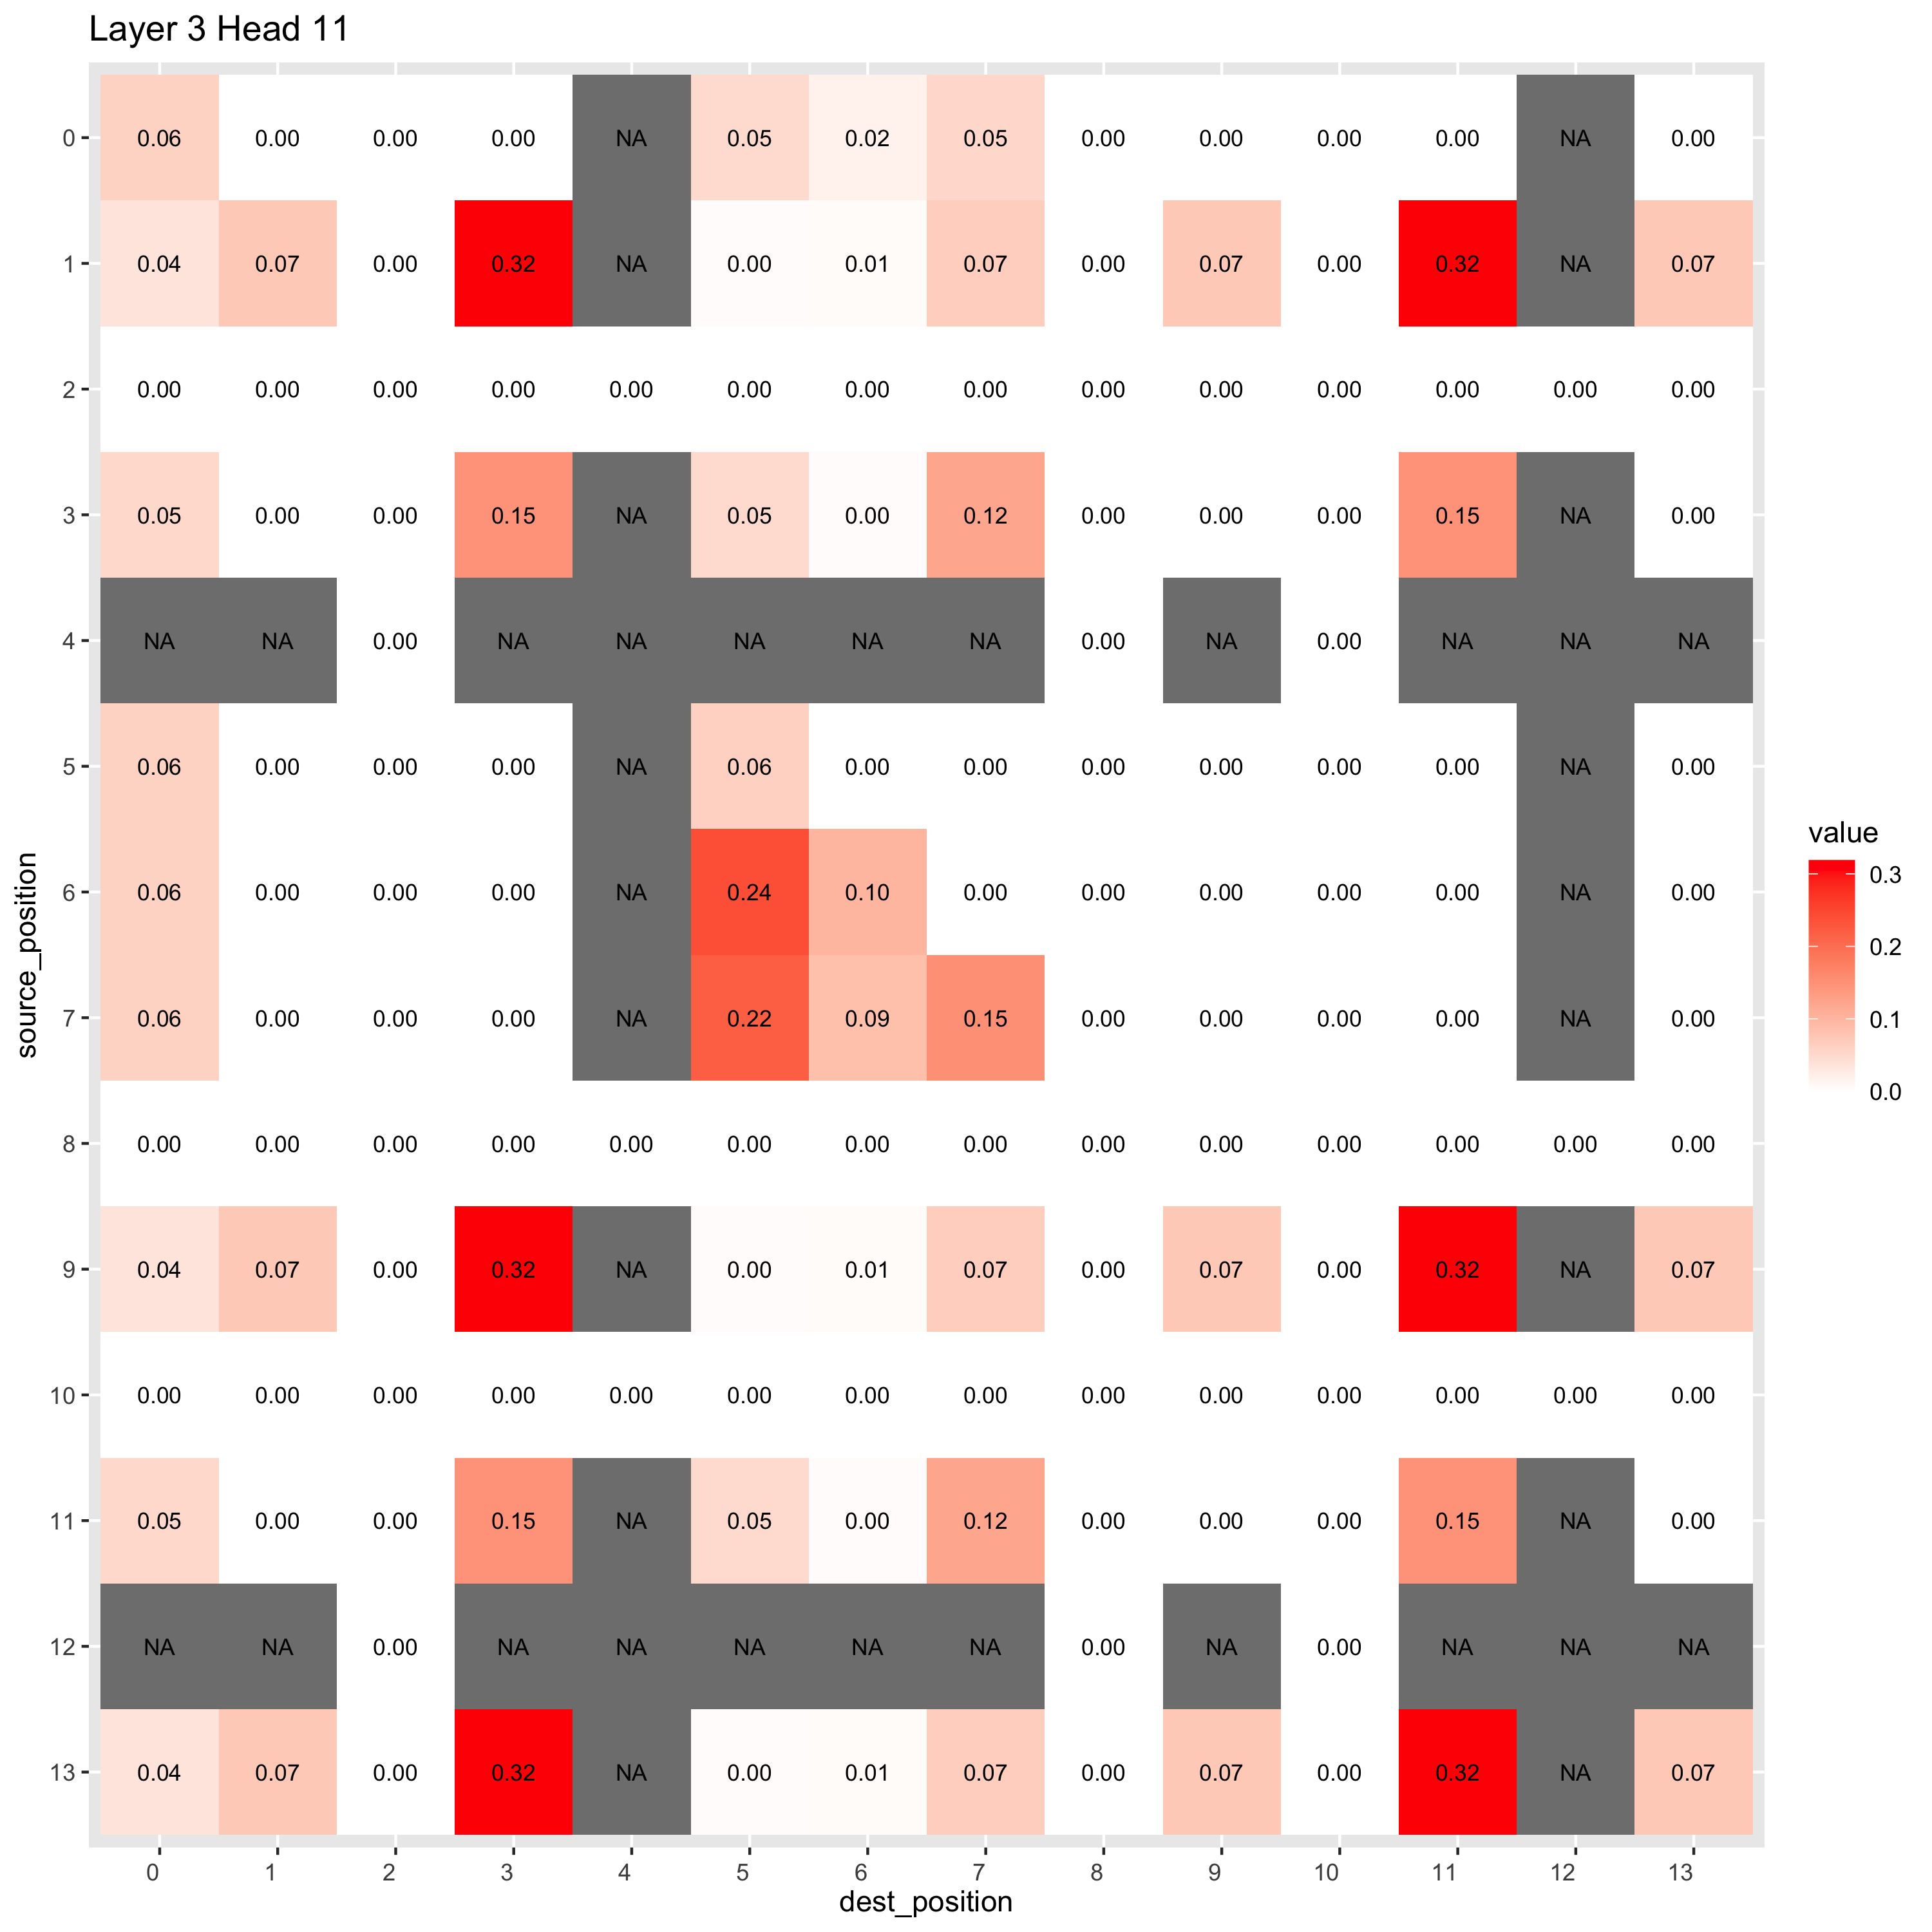 Layer 3 Head 11
0 0.06 0.00 0.00 0.00 NA 0.05 0.02 0.05 0.00 0.00 0.00 0.00 NA 0.00
1 0.04 0.07 0.00 0.32 NA 0.00 0.01 0.07 0.00 0.07 0.00 0.32 NA 0.07
2 0.00 0.00 0.00 0.00 0.00 0.00 0.00 0.00 0.00 0.00 0.00 0.00 0.00 0.00
3 0.05 0.00 0.00 0.15 NA 0.05 0.00 0.12 0.00 0.00 0.00 0.15 NA 0.00
4 NA NA 0.00 NA NA NA NA NA 0.00 NA 0.00 NA NA NA
5 0.06 0.00 0.00 0.00 NA 0.06 0.00 0.00 0.00 0.00 0.00 0.00 NA 0.00
6 0.06 0.00 0.00 0.00 NA 0.24 0.10 0.00 0.00 0.00 0.00 0.00 NA 0.00
7 0.06 0.00 0.00 0.00 NA 0.22 0.09 0.15 0.00 0.00 0.00 0.00 NA 0.00
8 0.00 0.00 0.00 0.00 0.00 0.00 0.00 0.00 0.00 0.00 0.00 0.00 0.00 0.00
9 0.04 0.07 0.00 0.32 NA 0.00 0.01 0.07 0.00 0.07 0.00 0.32 NA 0.07
10 0.00 0.00 0.00 0.00 0.00 0.00 0.00 0.00 0.00 0.00 0.00 0.00 0.00 0.00
11 0.05 0.00 0.00 0.15 NA 0.05 0.00 0.12 0.00 0.00 0.00 0.15 NA 0.00
12 NA NA 0.00 NA NA NA NA NA 0.00 NA 0.00 NA NA NA
13 0.04 0.07 0.00 0.32 NA 0.00 0.01 0.07 0.00 0.07 0.00 0.32 NA 0.07
0 1 2 3 4 5 6 7 8 9 10 11 12 13
dest_position
source_position
value
0.3
0.2
0.1
0.0